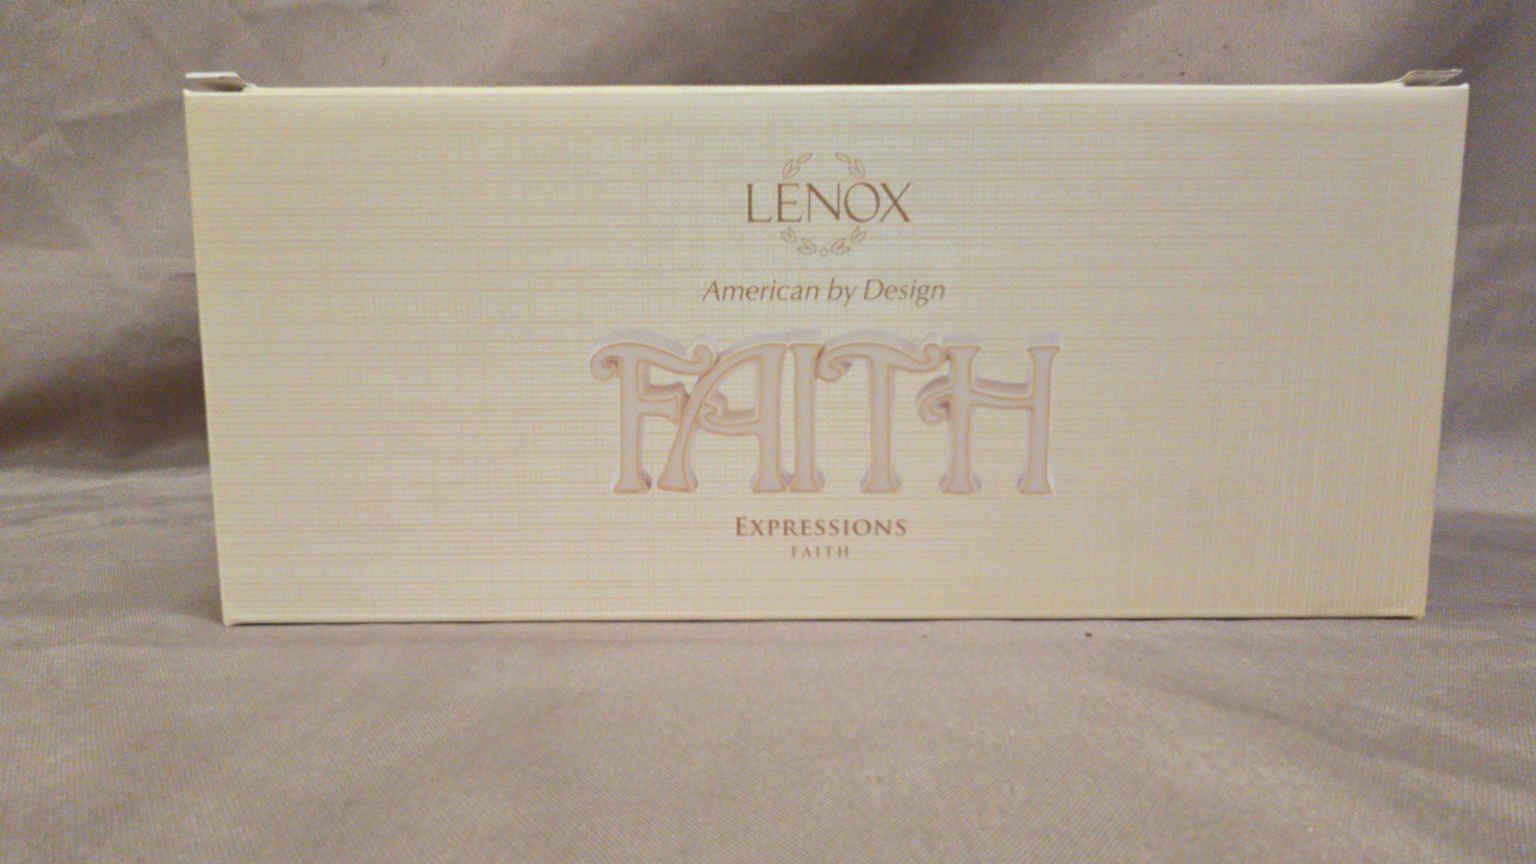 LENOX
American by Design
FAITH
EXPRESSIONS
FAITH